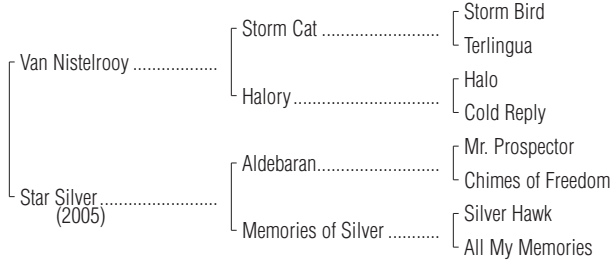 Storm Bird
Storm Cat ........................
Terlingua
Van Nistelrooy .................
Halo
Halory .............................
Cold Reply
Mr. Prospector
Aldebaran.........................
Chimes of Freedom
Star Silver........................
(2005)
Silver Hawk
Memories of Silver ...........
All My Memories